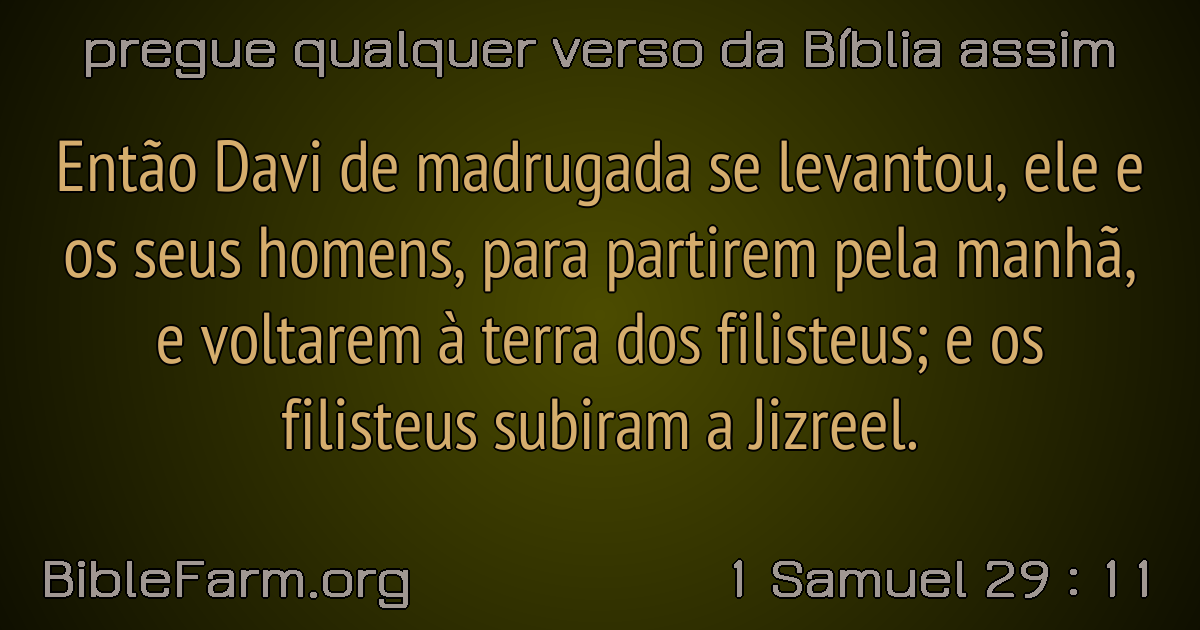 pregue qualquer verso da Bíblia assim
Então Davi de madrugada se levantou, ele e
os seus homens, para partirem pela manhã,
e voltarem à terra dos filisteus; e os
filisteus subiram a Jizreel.
BibleFarm.org
1 Samuel 29 : 11